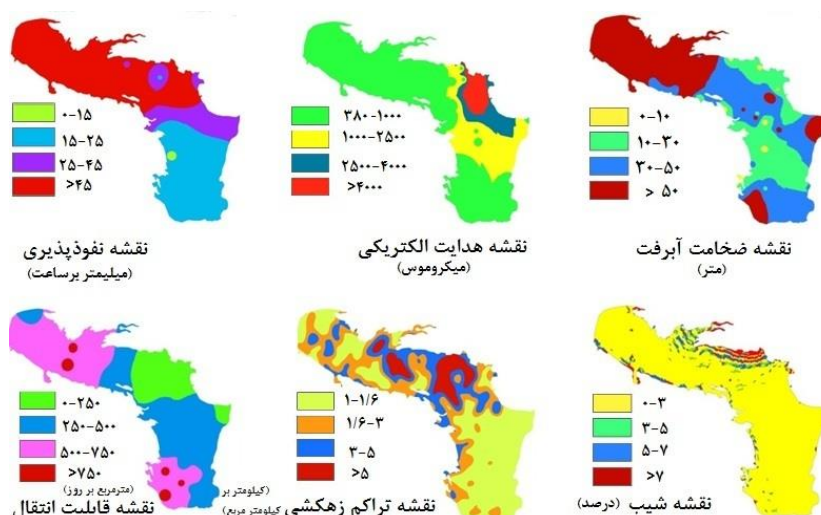 ۰-۱۵
۱۵-۲۵
۲۵-۴۵
>۴۵
نقشه نفوذپذیری
(میلیمتر برساعت)
۳۸۰-۱۰۰۰
۱۰۰۰-۲۵۰۰
۲۵۰۰-۴۰۰۰
>۴۰۰۰
نقشه هدایت الکتریکی
(میکروموس)
۰-۱۰
۱۰-۳۰
۳۰-۵۰
> ۵۰
نقشه ضخامت آبرفت
(متر)
۰-۲۵۰
۲۵۰-۵۰۰
۵۰۰-۷۵۰
>۷۵۰
(مترمربع بر روز)
نقشه قابلیت انتقال
۱-۱/۶
۱/۶-۳
۳-۵
>۵
(کیلومتر بر
نقشه تراکم زهکشی کیلومتر مربع)
۰-۳
۳-۵
۵-۷
>۷
نقشه شیب (درصد)